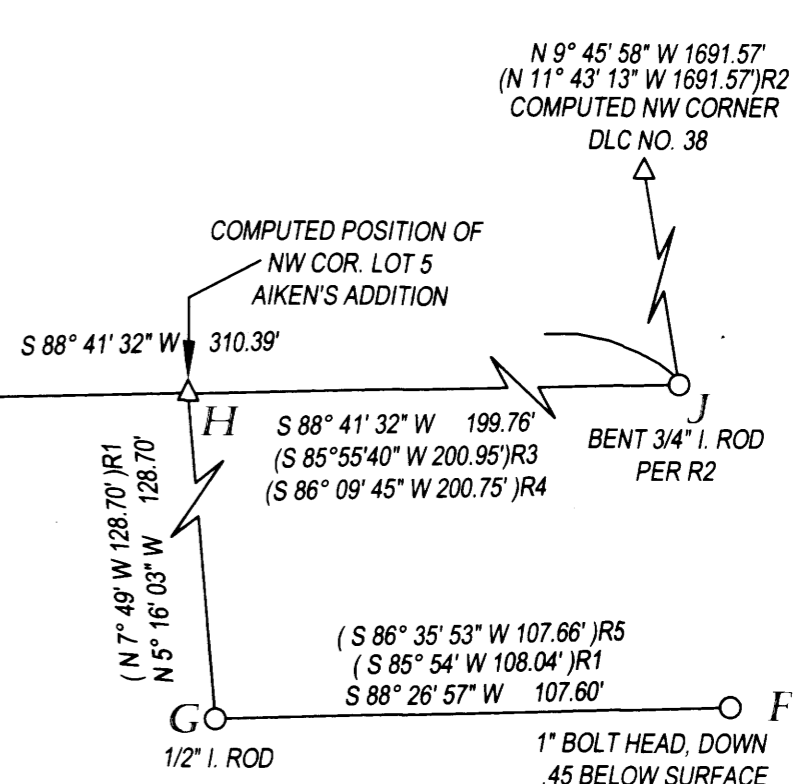 N 9° 45' 58" W 1691.57'
(N 11° 43' 13" W 1691.57')R2
COMPUTED NW CORNER
DLC NO. 38
COMPUTED POSITION OF
NW COR. LOT 5
AIKEN'S ADDITION
S 88° 41' 32" W 310.39'
H
S 88° 41' 32" W 199.76'
(S 85°55'40" W 200.95')R3
(S 86° 09' 45" W 200.75' )R4
J
BENT 3/4" I. ROD
PER R2
( N 7° 49' W 128.70' )R1
N 5° 16' 03" W 128.70'
( S 86° 35' 53" W 107.66' )R5
( S 85° 54' W 108.04' )R1
S 88° 26' 57" W 107.60'
G
F
1/2" I. ROD
1" BOLT HEAD, DOWN
.45 BELOW SURFACE